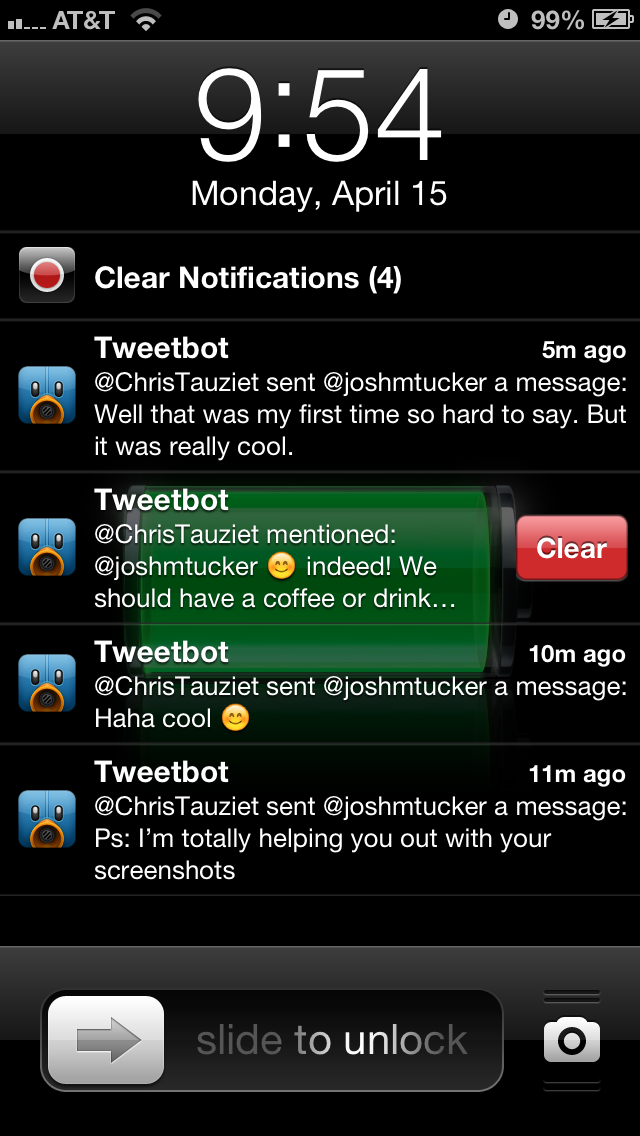 AT&T 99%
9:54
Monday, April 15
Clear Notifications (4)
Tweetbot 5m ago
@ChrisTauziet sent @joshmtucker a message:
Well that was my first time so hard to say. But
it was really cool.
Tweetbot
@ChrisTauziet mentioned:
@joshmtucker 😊 indeed! We
should have a coffee or drink…
Clear
Tweetbot 10m ago
@ChrisTauziet sent @joshmtucker a message:
Haha cool 😊
Tweetbot 11m ago
@ChrisTauziet sent @joshmtucker a message:
Ps: I’m totally helping you out with your
screenshots
slide to unlock